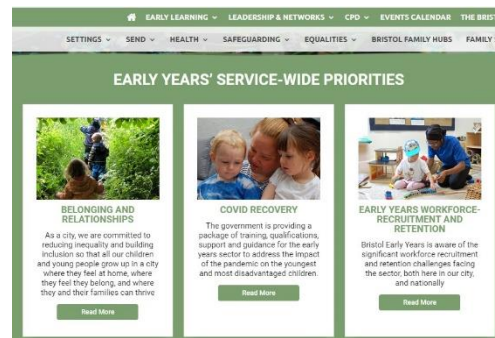 EARLY LEARNING LEADERSHIP & NETWORKS CPD EVENTS CALENDAR THE
SETTINGS SEND HEALTH SAFEGUARDING EQUALITIES BRISTOL FAMILY HUBS FAMILY
EARLY YEARS' SERVICE-WIDE PRIORITIES
BELONGING AND
RELATIONSHIPS
As a city, we are committed to
reducing inequality and building
inclusion so that all our children
and young people grow up in a city
where they feel at home, where
they feel they belong, and where
they and their families can thrive
Read More
COVID RECOVERY
The government is providing a
package of training, qualifications,
support and guidance for the early
years sector to address the impact
of the pandemic on the youngest
and most disadvantaged children.
Read More
EARLY YEARS WORKFORCE-
RECRUITMENT AND
RETENTION
Bristol Early Years is aware of the
significant workforce recruitment
and retention challenges facing
the sector, both here in our city,
and nationally
Read More